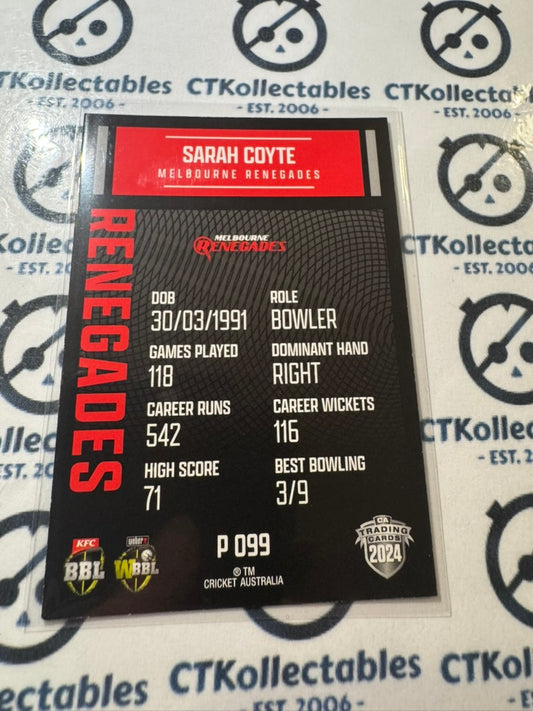 CTKollectables
- EST. 2006 -
CTKollectables
- EST. 2006 -
CTKollectab
- EST. 2006 -
SARAH COYTE
MELBOURNE RENEGADES
RENEGADES
MELBOURNE
RENEGADES
DOB
30/03/1991
ROLE
BOWLER
GAMES PLAYED
118
DOMINANT HAND
RIGHT
CAREER RUNS
542
CAREER WICKETS
116
HIGH SCORE
71
BEST BOWLING
3/9
KFC
BBL
weber
WBBL
P 099
® TM
CRICKET AUSTRALIA
CA
TRADING
CARDS
2024
CTKollectables
- EST. 2006 -
CTKollectables